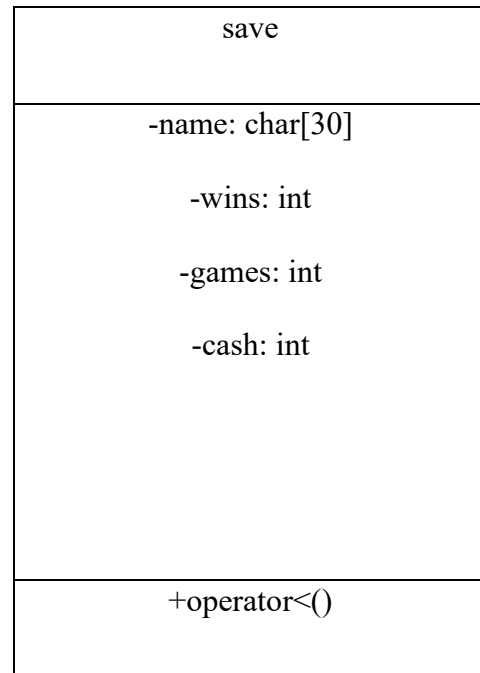 save
-name: char[30]
-wins: int
-games: int
-cash: int
+operator<()